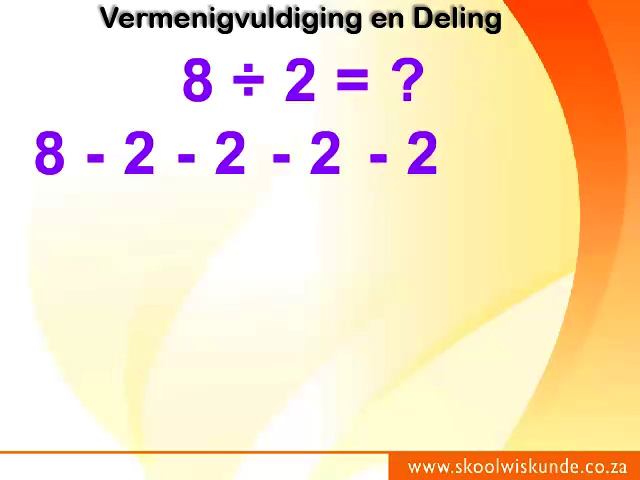 Vermenigvuldiging en Deling
8 ÷ 2 = ?
8 - 2 - 2 - 2 - 2
www.skoolwiskunde.co.za